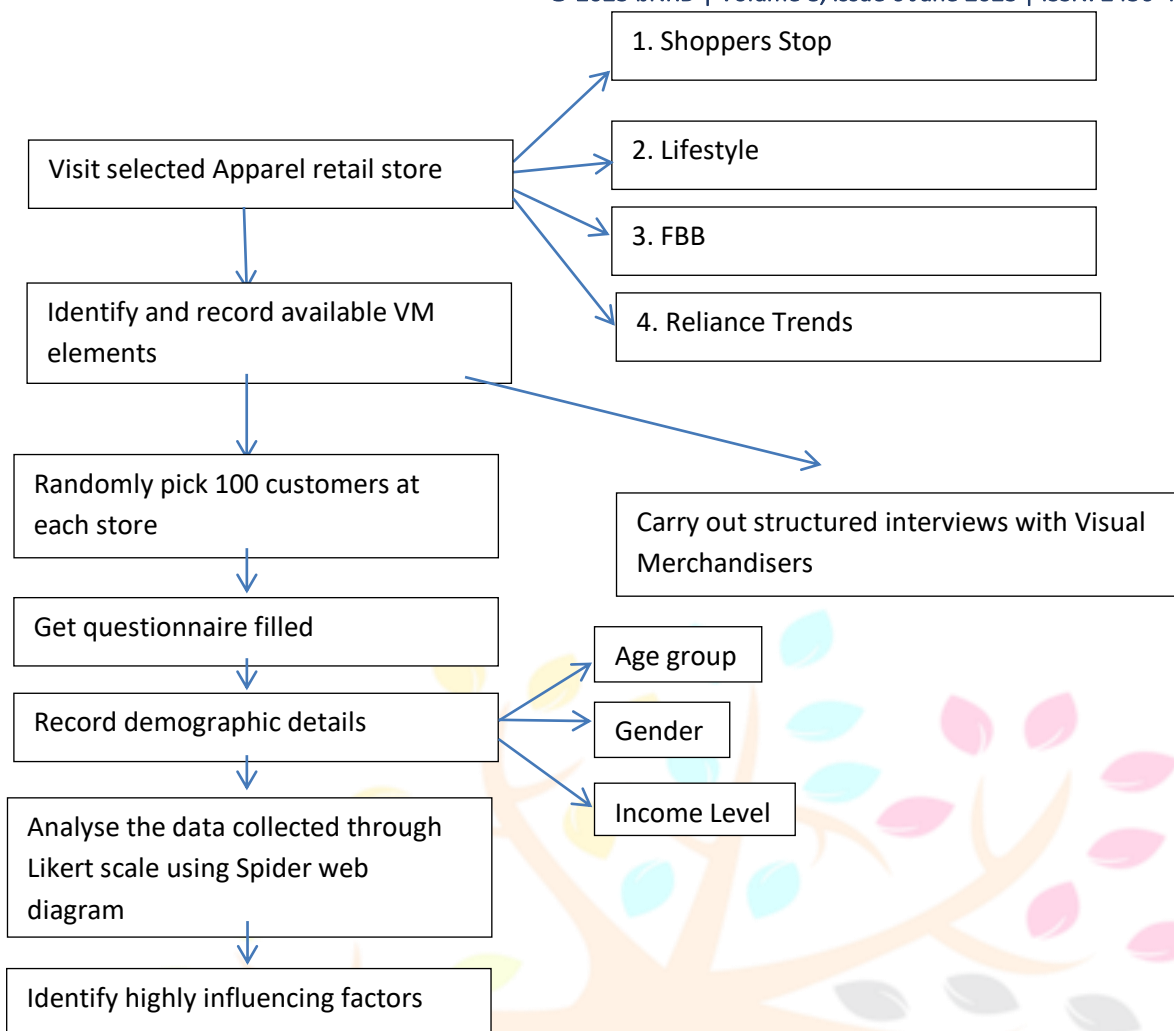 1. Shoppers Stop
Visit selected Apparel retail store
2. Lifestyle
3. FBB
Identify and record available VM
elements
4. Reliance Trends
Randomly pick 100 customers at
each store
Carry out structured interviews with Visual
Merchandisers
Get questionnaire filled
Age group
Record demographic details
Gender
Income Level
Analyse the data collected through
Likert scale using Spider web
diagram
Identify highly influencing factors